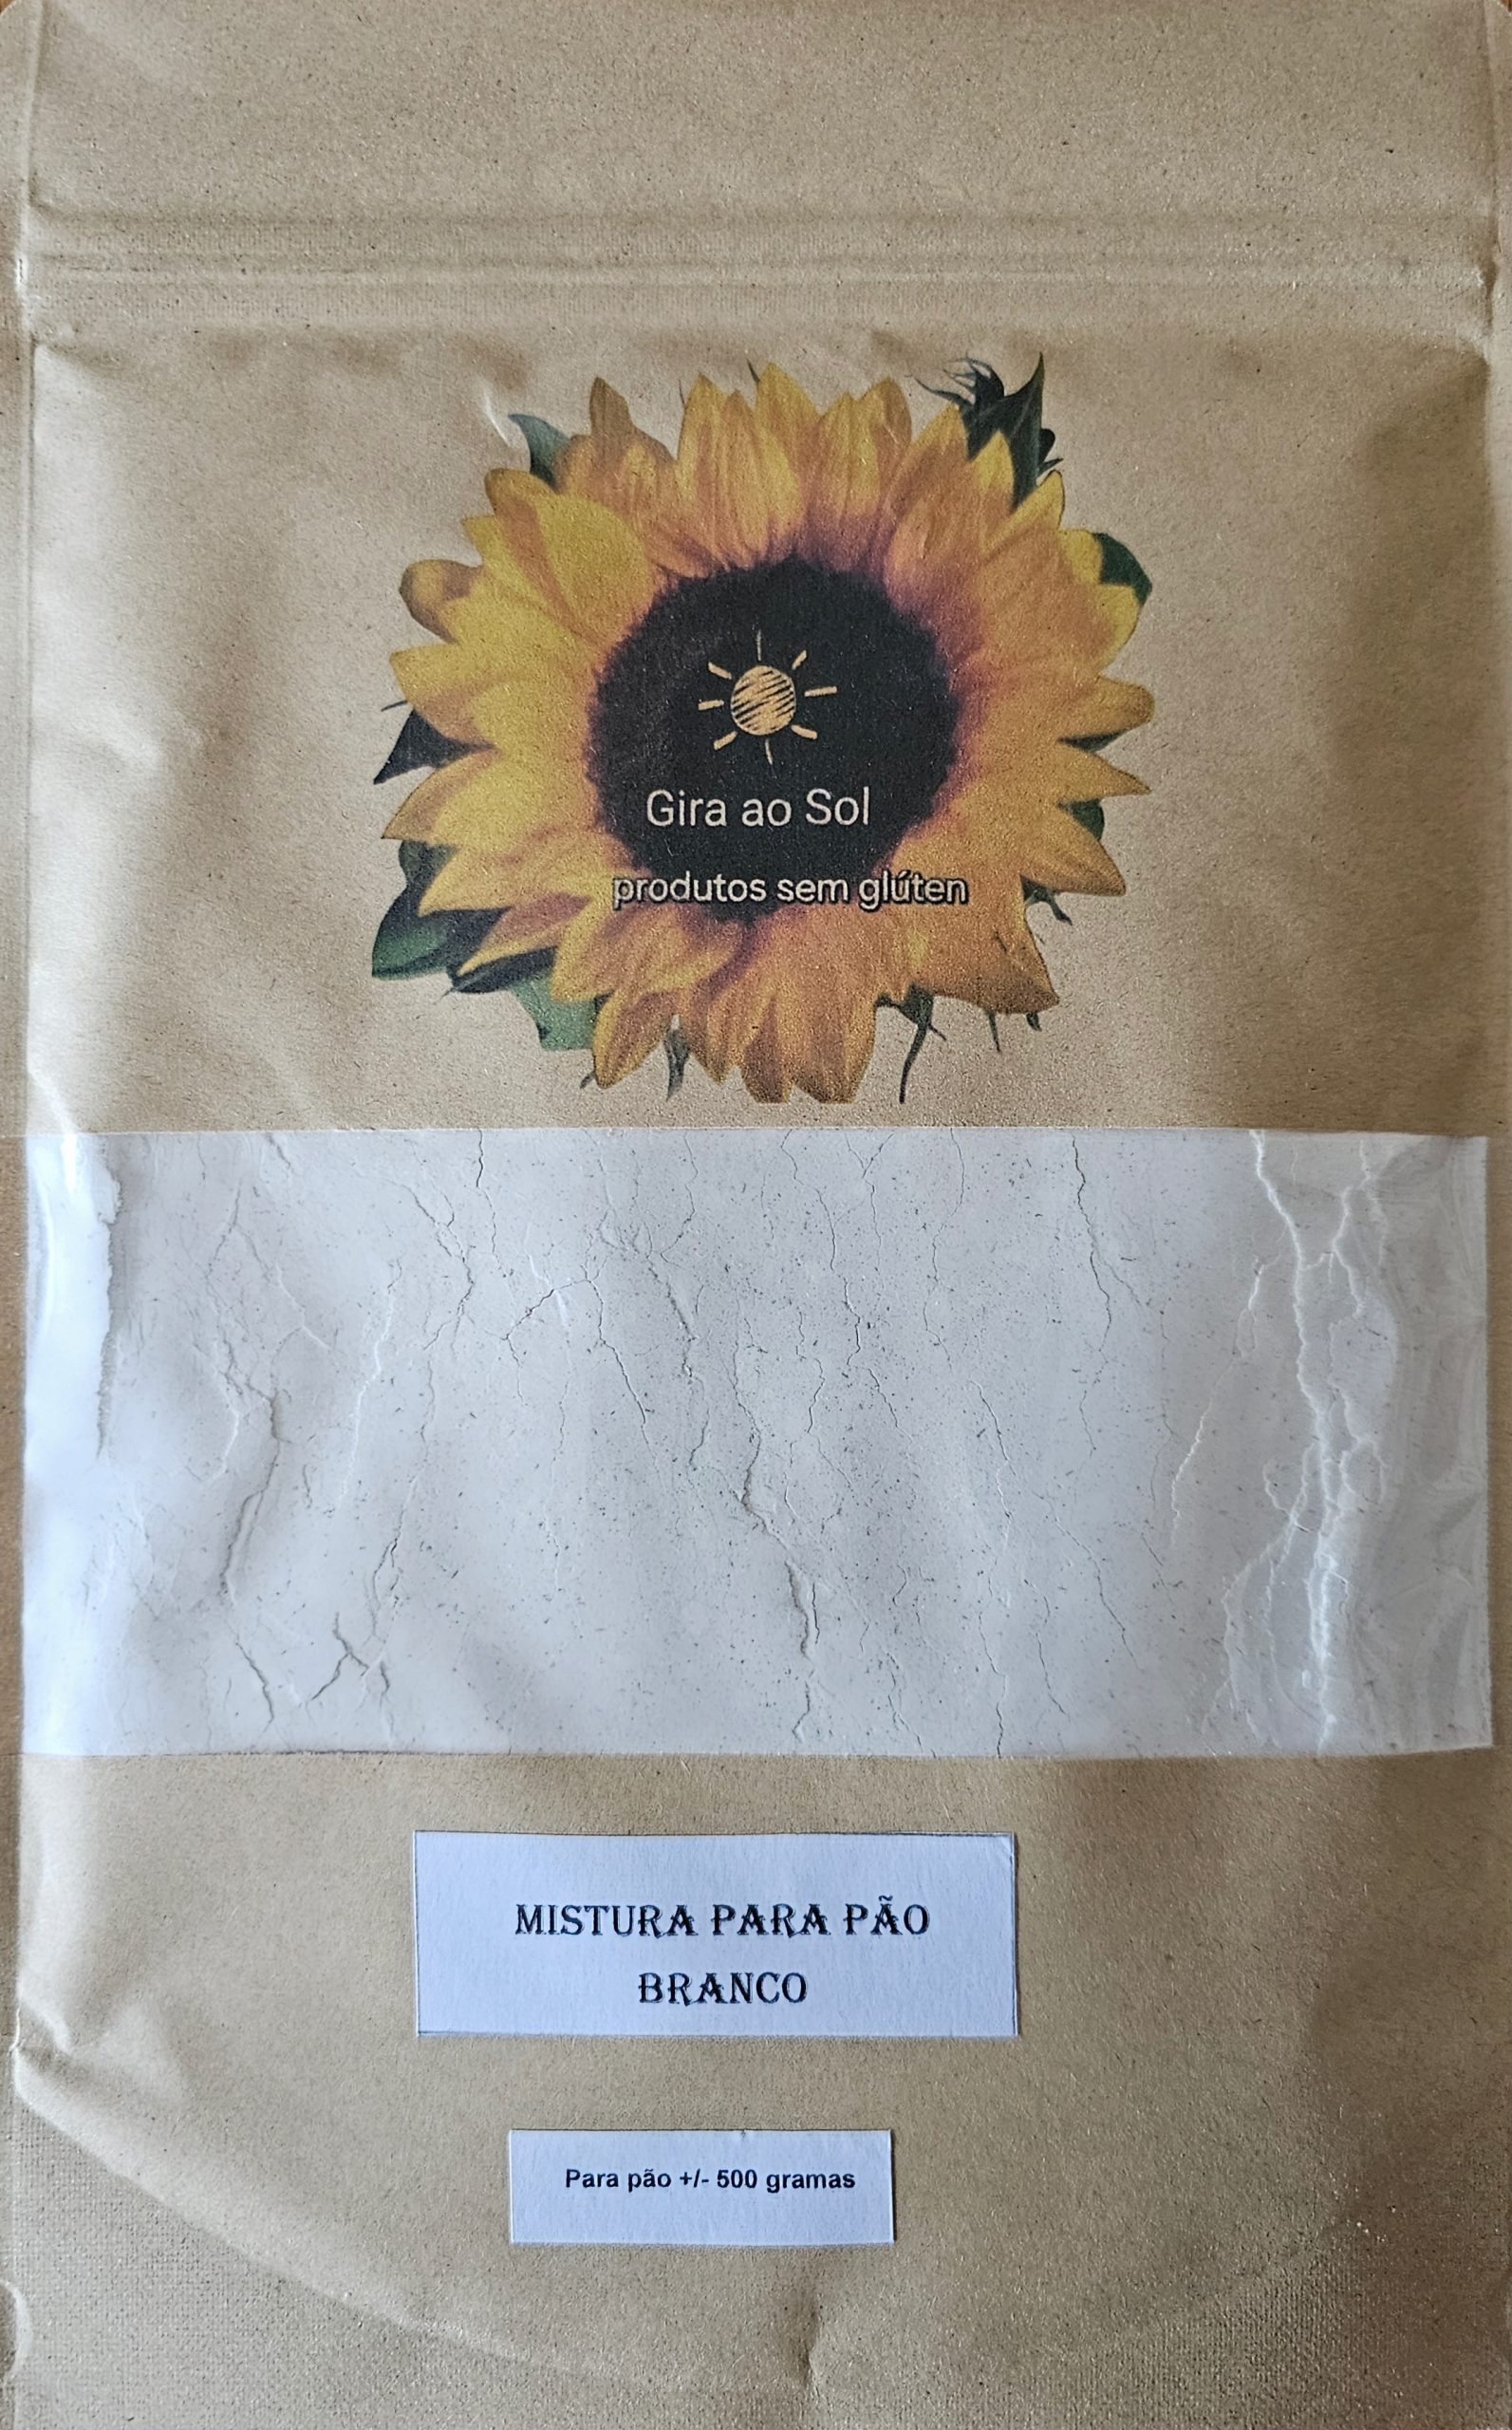 Gira ao Sol
produtos sem glúten
MISTURA PARA PÃO
BRANCO
Para pão +/- 500 gramas